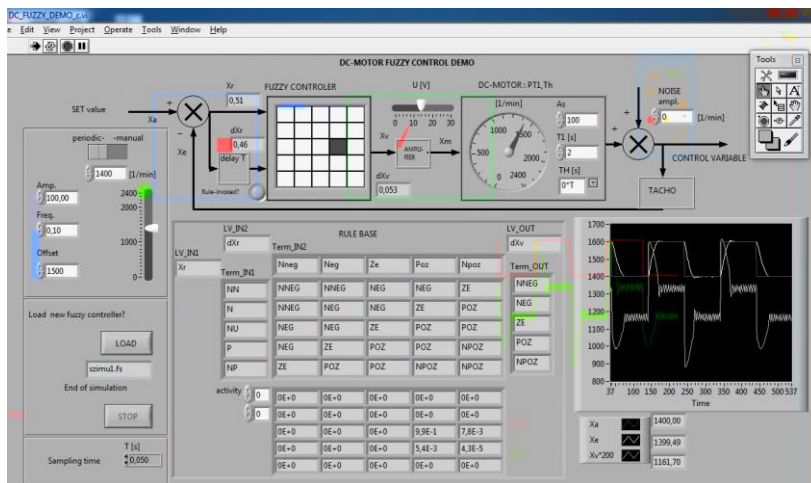 DC_FUZZY_DEMO_c.vi
Edit View Project Operate Tools Window Help
DC-MOTOR FUZZY CONTROL DEMO
Tools
SET value
Xa
+
−
Xe
Xr
0,51
dXr
0,46
delay T
Rule-invoked?
FUZZY CONTROLER
U [V]
0 10 20 30
Xv
AMPLI-
FIER
Xm
dXv
0,053
DC-MOTOR : PT1,Th
[1/min]
0 500 1000 1500 2000 2400
As
100
T1 [s]
2
TH [s]
0*T
NOISE
ampl.
0
[1/min]
+
+
CONTROL VARIABLE
TACHO
periodic- -manual
1400 [1/min]
Amp.
100,00
Freq.
0,10
Offset
1500
2400
2000
1000
0
Load new fuzzy controller?
LOAD
szimu1.fs
End of simulation
STOP
T [s]
Sampling time 0,050
RULE BASE
LV_IN1
Xr
LV_IN2
dXr
LV_OUT
dXv
Term_IN2
Nneg Neg Ze Poz Npoz
Term_IN1
Term_OUT
NN NNEG NNEG NEG NEG ZE
N NNEG NEG NEG ZE POZ
NU NEG NEG ZE POZ POZ
P NEG ZE POZ POZ NPOZ
NP ZE POZ POZ NPOZ NPOZ
NNEG
NEG
ZE
POZ
NPOZ
activity 0
0
0E+0 0E+0 0E+0 0E+0 0E+0
0E+0 0E+0 0E+0 0E+0 0E+0
0E+0 0E+0 0E+0 9,9E-1 7,8E-3
0E+0 0E+0 0E+0 5,4E-3 4,3E-5
0E+0 0E+0 0E+0 0E+0 0E+0
1700
1600
1500
1400
1300
1200
1100
1000
900
800
37 100 150 200 250 300 350 400 450 500 537
Time
Xa 1400,00
Xe 1399,49
Xv*200 1161,70